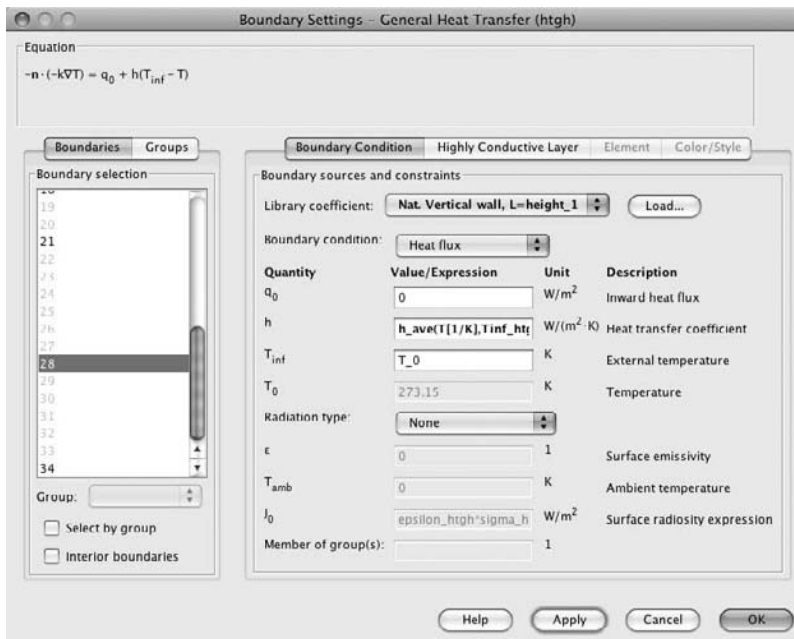 Boundary Settings – General Heat Transfer (htgh)
Equation
-n·(-k∇T) = q0 + h(Tinf - T)
Boundaries Groups
Boundary selection
19
20
21
22
23
24
25
26
27
28
29
30
31
32
33
34
Group:
Select by group
Interior boundaries
Boundary Condition Highly Conductive Layer Element Color/Style
Boundary sources and constraints
Library coefficient: Nat. Vertical wall, L=height_1 Load...
Boundary condition: Heat flux
Quantity Value/Expression Unit Description
q0 0 W/m2 Inward heat flux
h h_ave(T[1/K],Tinf_htg W/(m2·K) Heat transfer coefficient
Tinf T_0 K External temperature
T0 273.15 K Temperature
Radiation type: None
ε 0 1 Surface emissivity
Tamb 0 K Ambient temperature
J0 epsilon_htgh*sigma_h W/m2 Surface radiosity expression
Member of group(s): 1
Help Apply Cancel OK